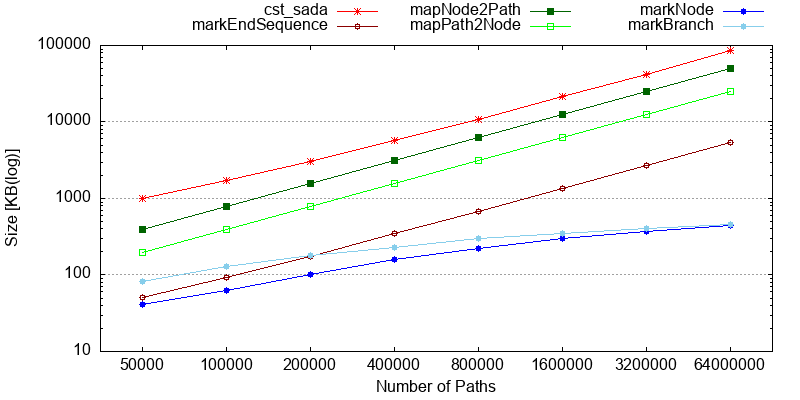 cst_sada mapNode2Path markNode
markEndSequence mapPath2Node markBranch
100000
10000
1000
100
10
Size [KB(log)]
50000 100000 200000 400000 800000 1600000 3200000 64000000
Number of Paths